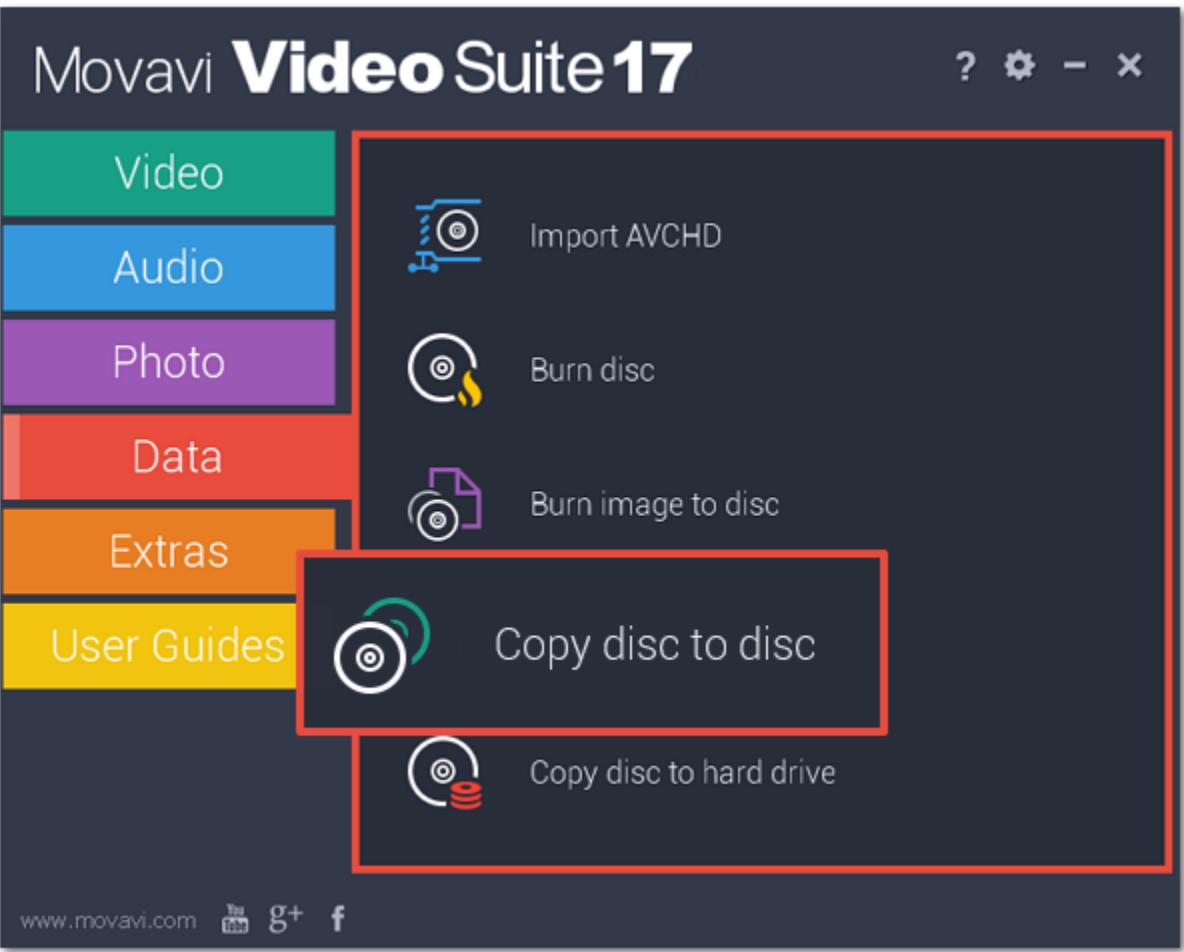 Movavi Video Suite 17
?
Video
Audio
Photo
Data
Extras
User Guides
Import AVCHD
Burn disc
Burn image to disc
Copy disc to disc
Copy disc to hard drive
www.movavi.com You Tube g+ f